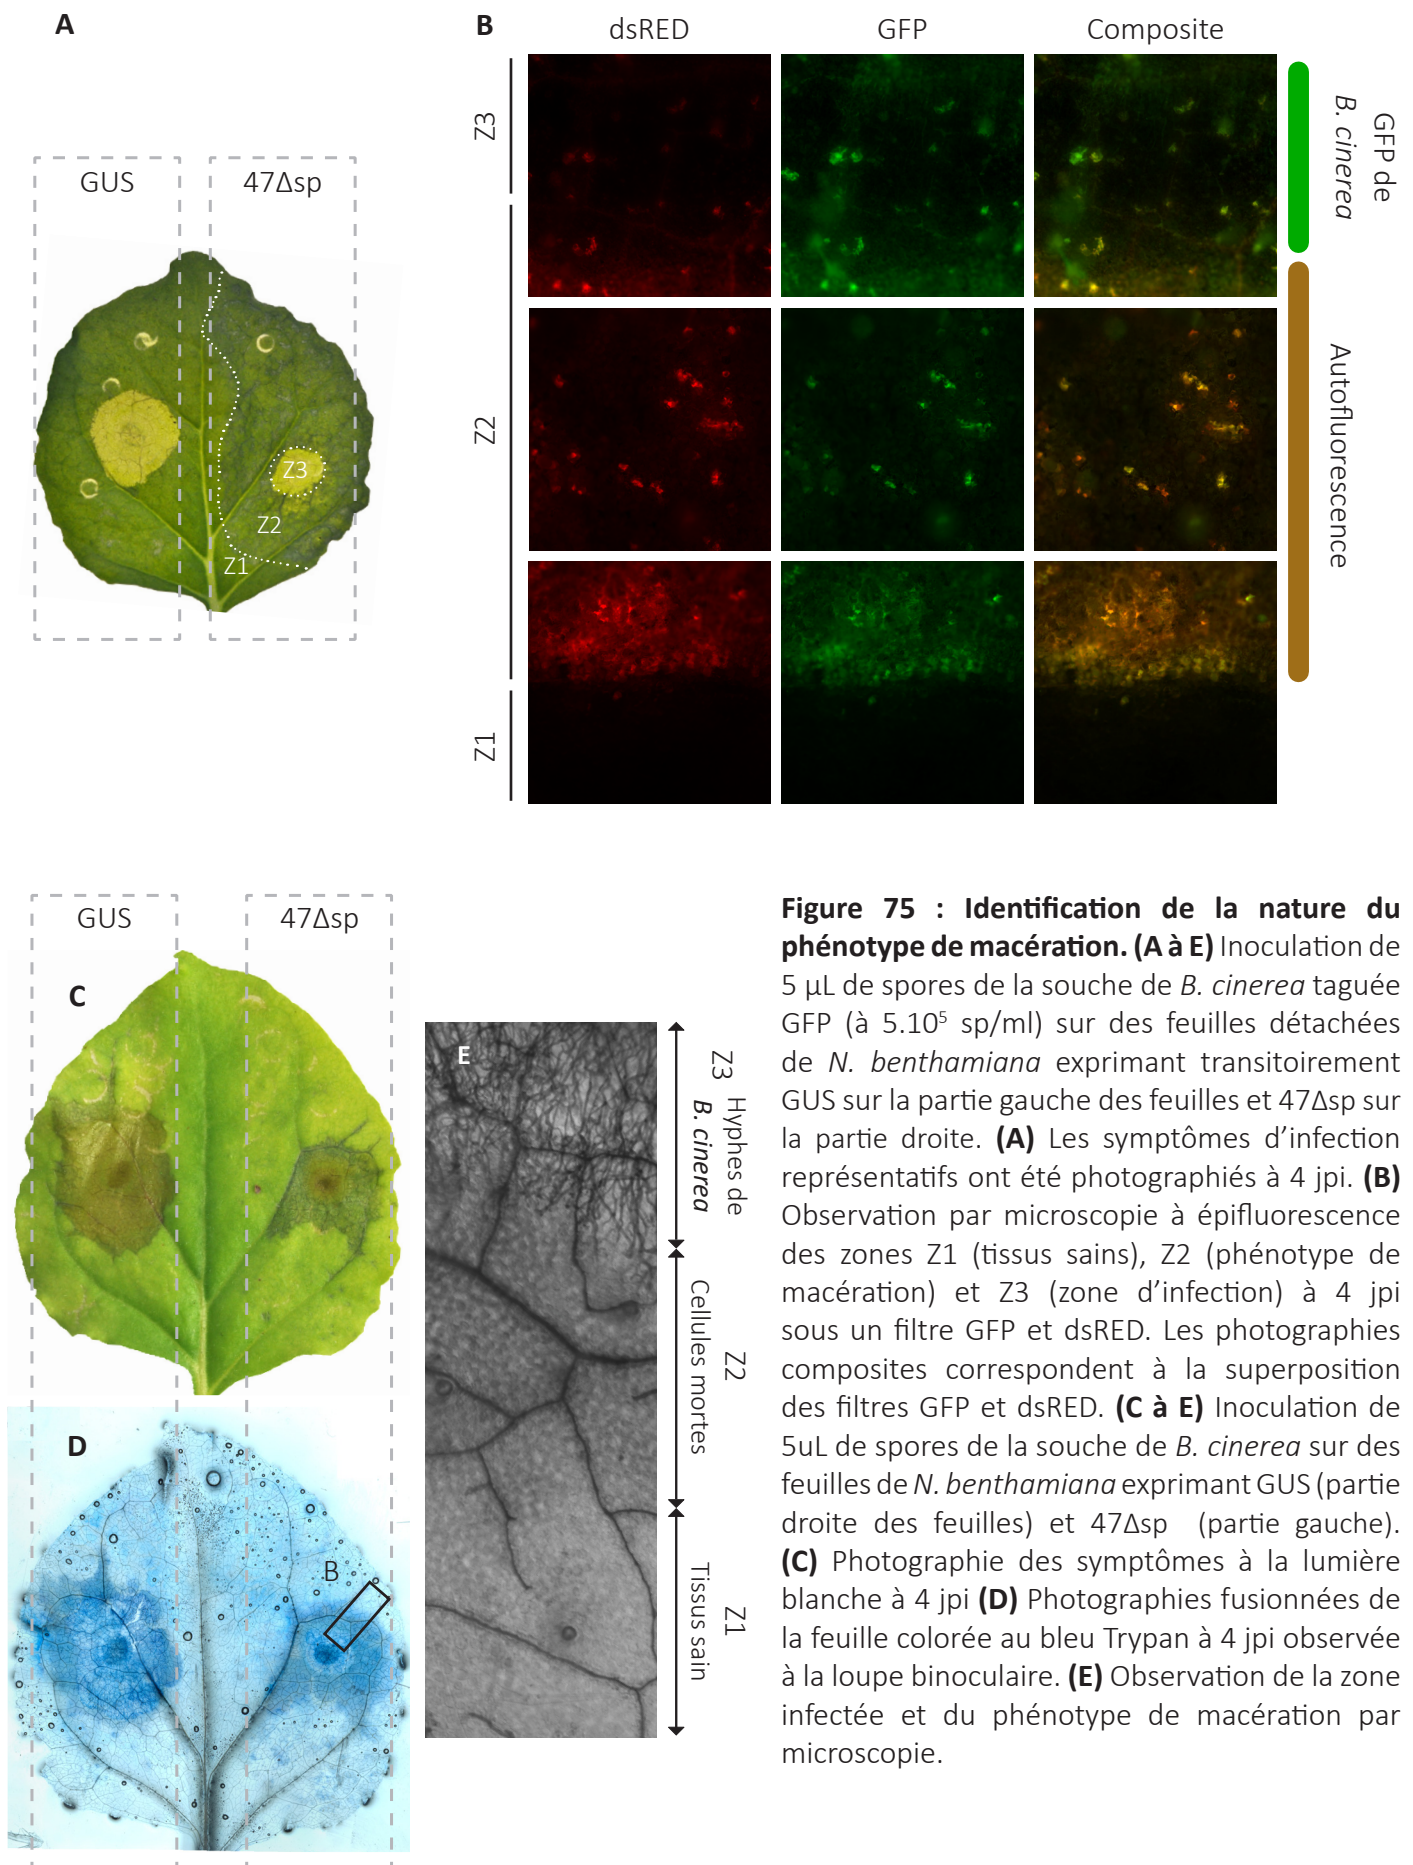 A
GUS
47Δsp
Z3
Z2
Z1
B
dsRED
GFP
Composite
Z3
Z2
Z1
GFP de
B. cinerea
Autofluorescence
GUS
47Δsp
C
D
B
E
Z3
Hyphes de
B. cinerea
Z2
Cellules mortes
Z1
Tissus sain
Figure 75 : Identification de la nature du
phénotype de macération. (A à E) Inoculation de
5 µL de spores de la souche de B. cinerea taguée
GFP (à 5.10⁵ sp/ml) sur des feuilles détachées
de N. benthamiana exprimant transitoirement
GUS sur la partie gauche des feuilles et 47Δsp sur
la partie droite. (A) Les symptômes d’infection
représentatifs ont été photographiés à 4 jpi. (B)
Observation par microscopie à épifluorescence
des zones Z1 (tissus sains), Z2 (phénotype de
macération) et Z3 (zone d’infection) à 4 jpi
sous un filtre GFP et dsRED. Les photographies
composites correspondent à la superposition
des filtres GFP et dsRED. (C à E) Inoculation de
5uL de spores de la souche de B. cinerea sur des
feuilles de N. benthamiana exprimant GUS (partie
droite des feuilles) et 47Δsp (partie gauche).
(C) Photographie des symptômes à la lumière
blanche à 4 jpi (D) Photographies fusionnées de
la feuille colorée au bleu Trypan à 4 jpi observée
à la loupe binoculaire. (E) Observation de la zone
infectée et du phénotype de macération par
microscopie.